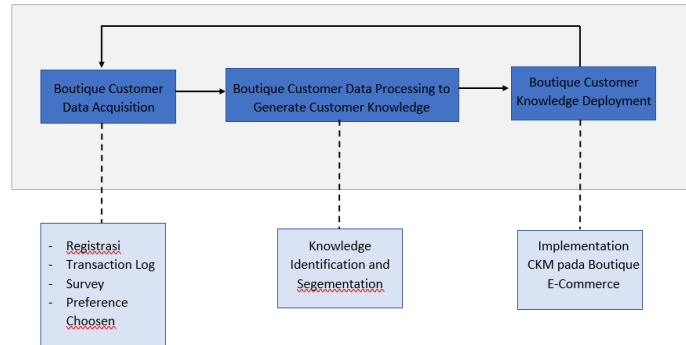 Boutique Customer
Data Acquisition
Boutique Customer Data Processing to
Generate Customer Knowledge
Boutique Customer
Knowledge Deployment
- Registrasi
- Transaction Log
- Survey
- Preference
Choosen
Knowledge
Identification and
Segementation
Implementation
CKM pada Boutique
E-Commerce